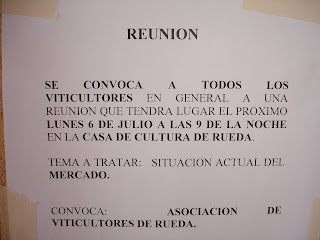 REUNION
SE CONVOCA A TODOS LOS
VITICULTORES EN GENERAL A UNA
REUNION QUE TENDRA LUGAR EL PROXIMO
LUNES 6 DE JULIO A LAS 9 DE LA NOCHE
EN LA CASA DE CULTURA DE RUEDA.
TEMA A TRATAR: SITUACION ACTUAL DEL
MERCADO.
CONVOCA: ASOCIACION DE
VITICULTORES DE RUEDA.